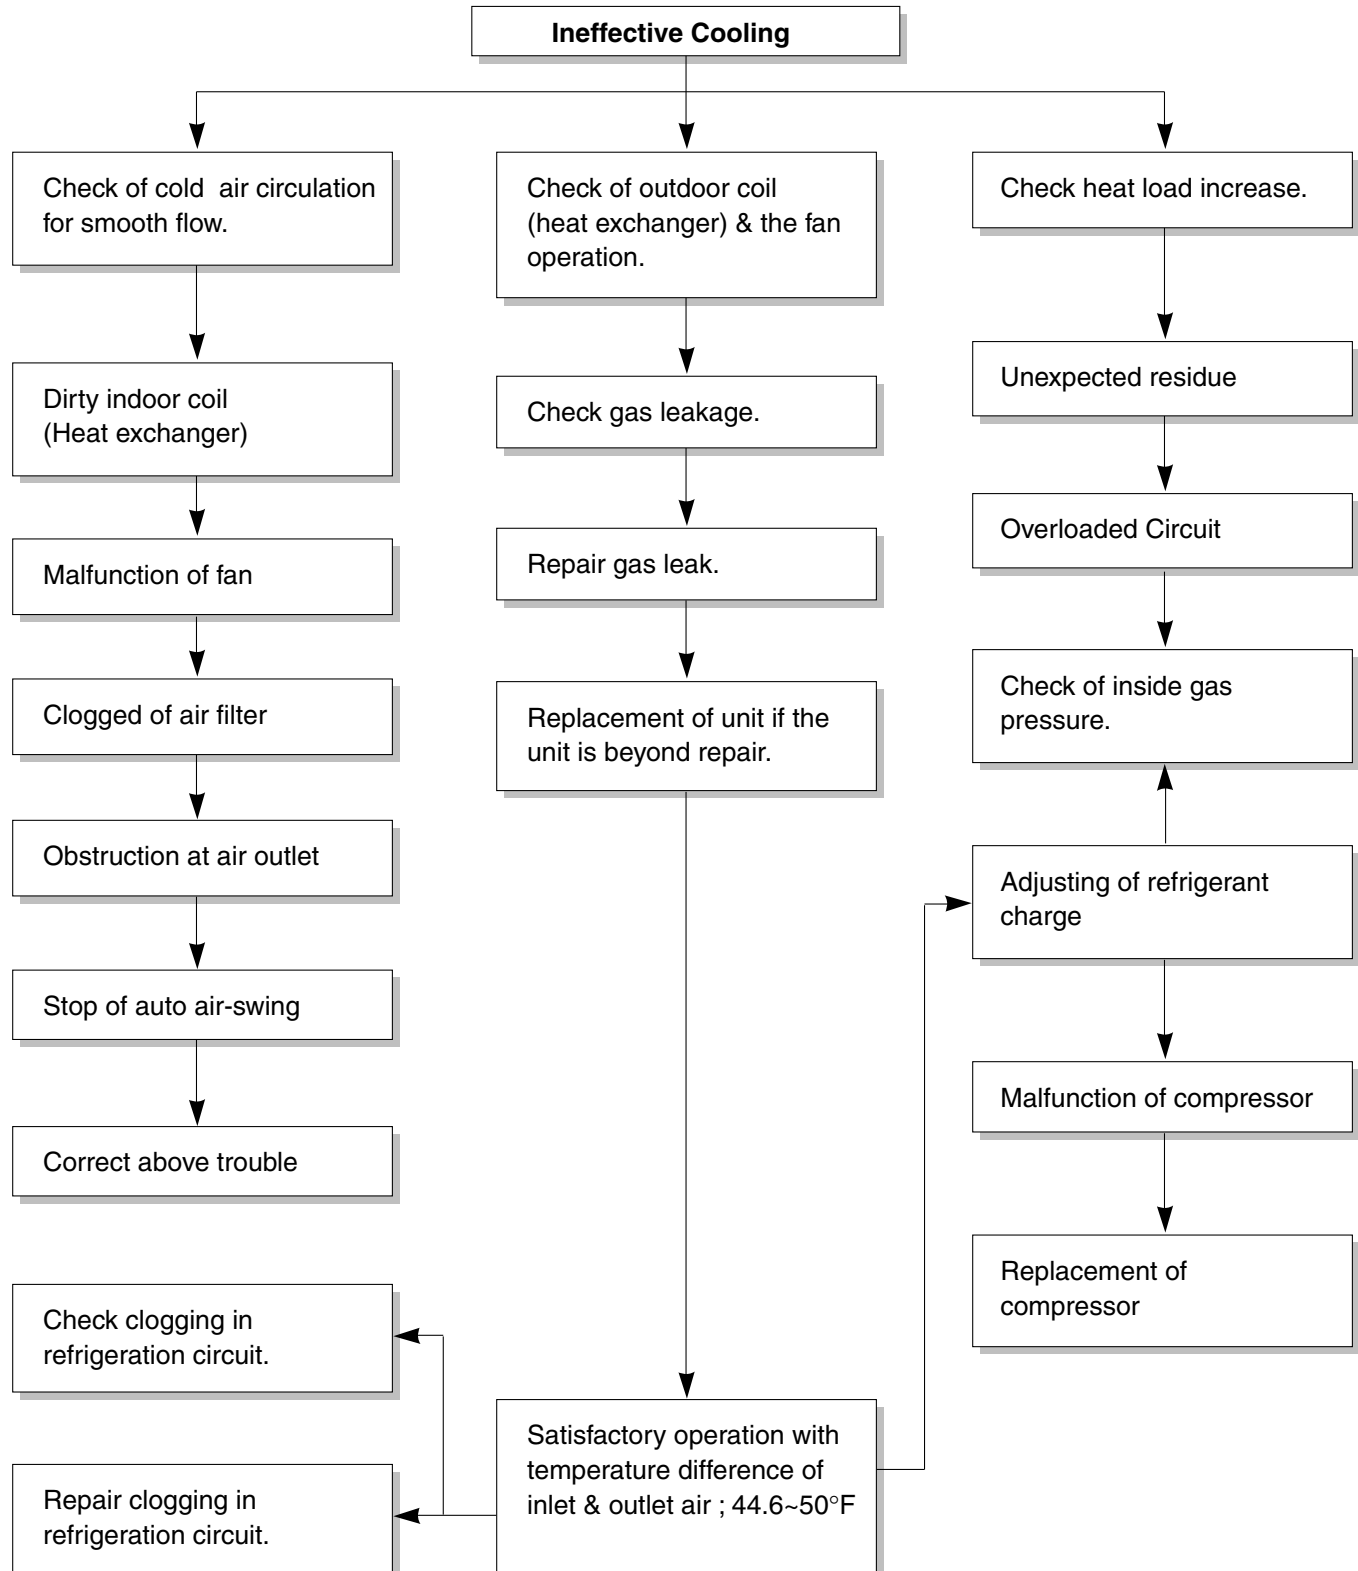 Ineffective Cooling
Check of cold  air circulation
for smooth flow.
Dirty indoor coil
(Heat exchanger)
Malfunction of fan
Clogged of air filter
Obstruction at air outlet
Stop of auto air-swing
Correct above trouble
Check clogging in
refrigeration circuit.
Repair clogging in
refrigeration circuit.
Check of outdoor coil
(heat exchanger) & the fan
operation.
Check gas leakage.
Repair gas leak.
Replacement of unit if the
unit is beyond repair.
Satisfactory operation with
temperature difference of
inlet & outlet air ; 44.6~50°F
Check heat load increase.
Unexpected residue
Overloaded Circuit
Check of inside gas
pressure.
Adjusting of refrigerant
charge
Malfunction of compressor
Replacement of
compressor